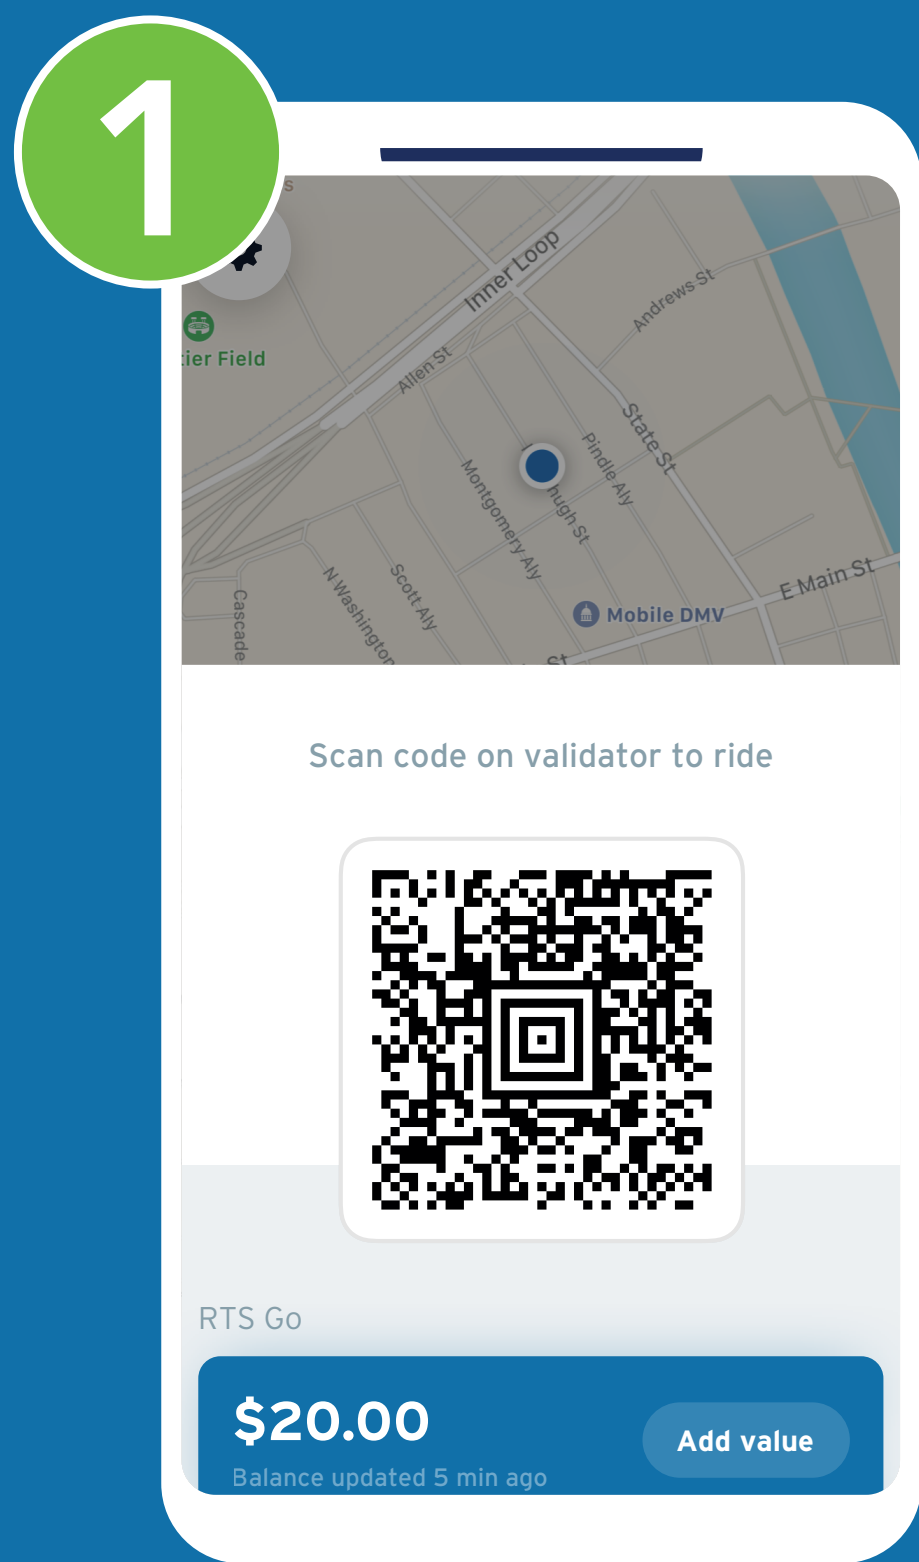 1
s
Inner Loop
Andrews St
tier Field
Allen St
State St
Pindle Aly
Montgomery Aly
hugh St
E Main St
Scott Aly
N Washington
Cascade
Mobile DMV
St
Scan code on validator to ride
RTS Go
$20.00
Add value
Balance updated 5 min ago